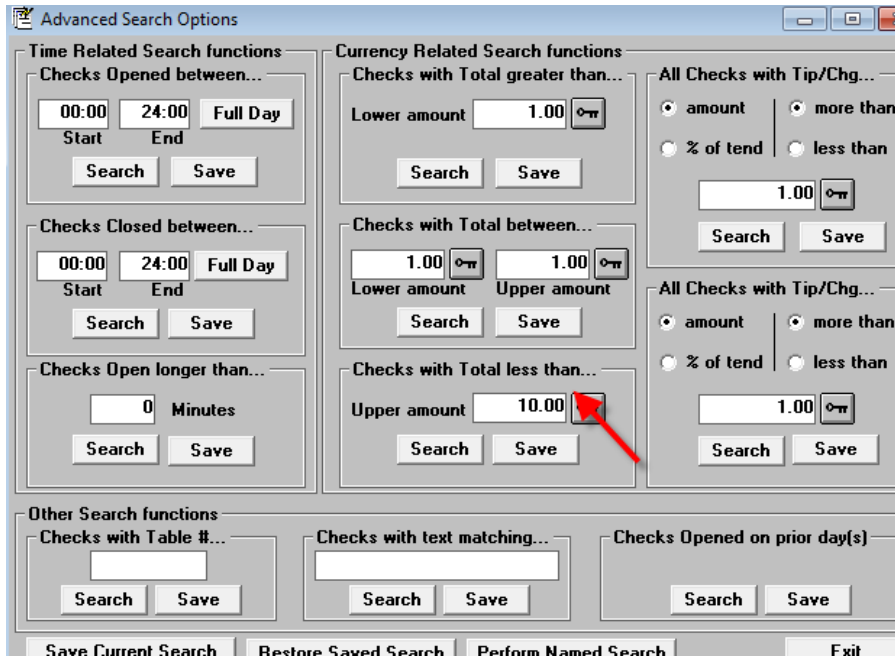 Advanced Search Options
Time Related Search functions
Checks Opened between...
00:00 24:00 Full Day
Start End
Search Save
Checks Closed between...
00:00 24:00 Full Day
Start End
Search Save
Checks Open longer than...
0 Minutes
Search Save
Currency Related Search functions
Checks with Total greater than...
Lower amount 1.00
Search Save
Checks with Total between...
1.00 1.00
Lower amount Upper amount
Search Save
Checks with Total less than...
Upper amount 10.00
Search Save
All Checks with Tip/Chg...
amount more than
% of tend less than
1.00
Search Save
All Checks with Tip/Chg...
amount more than
% of tend less than
1.00
Search Save
Other Search functions
Checks with Table #...
Search Save
Checks with text matching...
Search Save
Checks Opened on prior day(s)
Search Save
Save Current Search Restore Saved Search Perform Named Search Exit